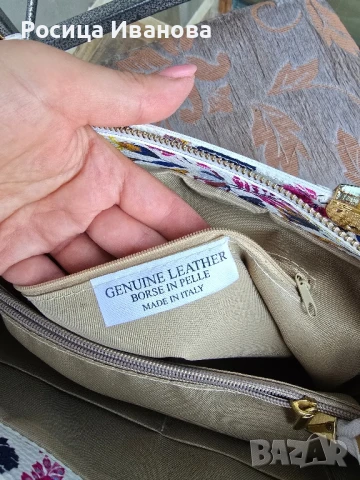 Росица Иванова
GENUINE LEATHER
BORSE IN PELLE
MADE IN ITALY
BAZAR